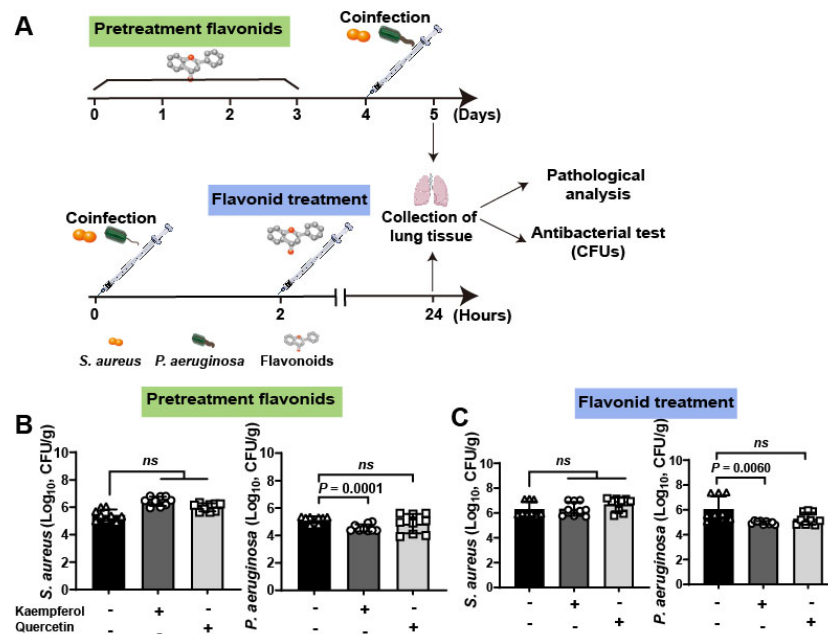 A
Pretreatment flavonids
Coinfection
0 1 2 3 4 5 (Days)
Flavonid treatment
Coinfection
Collection of
lung tissue
Pathological
analysis
Antibacterial test
(CFUs)
0 2 24 (Hours)
S. aureus P. aeruginosa Flavonoids
Pretreatment flavonids
B
S. aureus (Log10, CFU/g)
10
8
6
4
2
0
ns
P. aeruginosa (Log10, CFU/g)
10
8
6
4
2
0
ns
P = 0.0001
Kaempferol - + - - + -
Quercetin - - + - - +
Flavonid treatment
C
S. aureus (Log10, CFU/g)
10
8
6
4
2
0
ns
P. aeruginosa (Log10, CFU/g)
10
8
6
4
2
0
ns
P = 0.0060
- + - - + -
- - + - - +